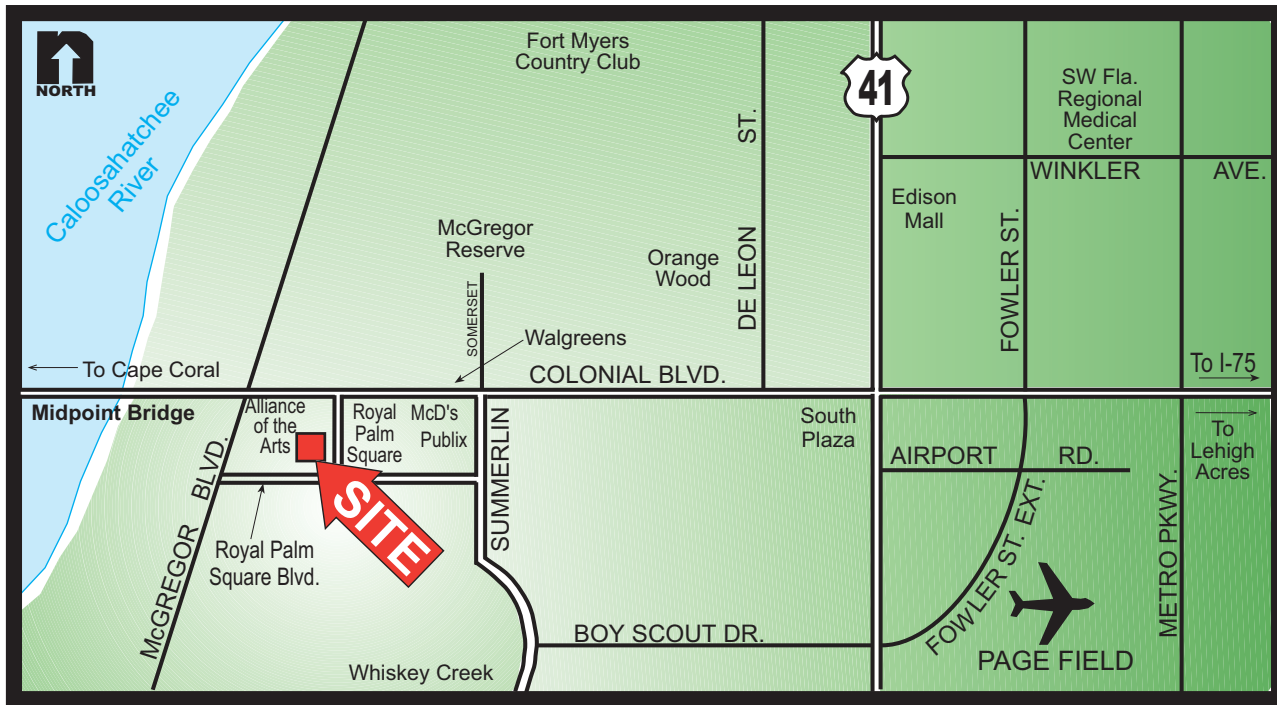 Fort Myers
Country Club
41
NORTH
SW Fla.
Regional
Medical
Center
Caloosahatchee
River
DE LEON ST.
WINKLER AVE.
Edison
Mall
McGregor
Reserve
Orange
Wood
FOWLER ST.
SOMERSET
Walgreens
To Cape Coral
COLONIAL BLVD.
To I-75
Midpoint Bridge
Alliance
of the
Arts
Royal
Palm
Square
McD's
Publix
South
Plaza
To
Lehigh
Acres
AIRPORT RD.
McGREGOR BLVD.
SUMMERLIN
SITE
Royal Palm
Square Blvd.
FOWLER ST. EXT.
METRO PKWY.
BOY SCOUT DR.
PAGE FIELD
Whiskey Creek